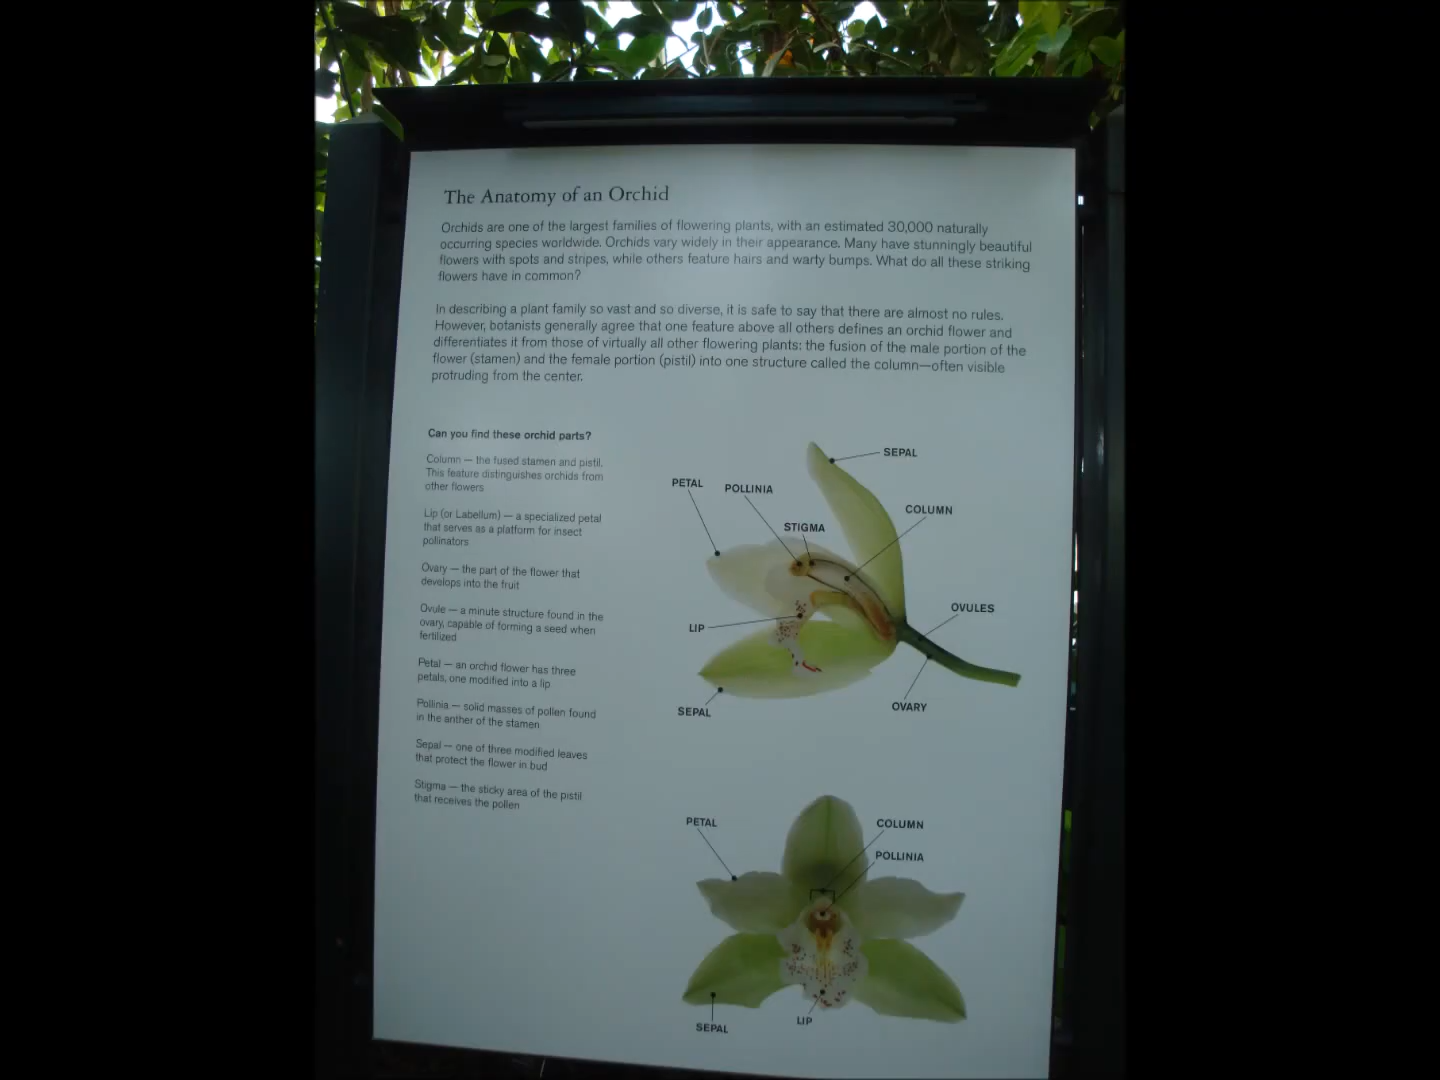 The Anatomy of an Orchid
Orchids are one of the largest families of flowering plants, with an estimated 30,000 naturally
occurring species worldwide. Orchids vary widely in their appearance. Many have stunningly beautiful
flowers with spots and stripes, while others feature hairs and warty bumps. What do all these striking
flowers have in common?
In describing a plant family so vast and so diverse, it is safe to say that there are almost no rules.
However, botanists generally agree that one feature above all others defines an orchid flower and
differentiates it from those of virtually all other flowering plants: the fusion of the male portion of the
flower (stamen) and the female portion (pistil) into one structure called the column—often visible
protruding from the center.
Can you find these orchid parts?
Column — the fused stamen and pistil.
This feature distinguishes orchids from
other flowers
Lip (or Labellum) — a specialized petal
that serves as a platform for insect
pollinators
Ovary — the part of the flower that
develops into the fruit
Ovule — a minute structure found in the
ovary, capable of forming a seed when
fertilized
Petal — an orchid flower has three
petals, one modified into a lip
Pollinia — solid masses of pollen found
in the anther of the stamen
Sepal — one of three modified leaves
that protect the flower in bud
Stigma — the sticky area of the pistil
that receives the pollen
SEPAL
PETAL
POLLINIA
COLUMN
STIGMA
OVULES
LIP
OVARY
SEPAL
PETAL
COLUMN
POLLINIA
LIP
SEPAL